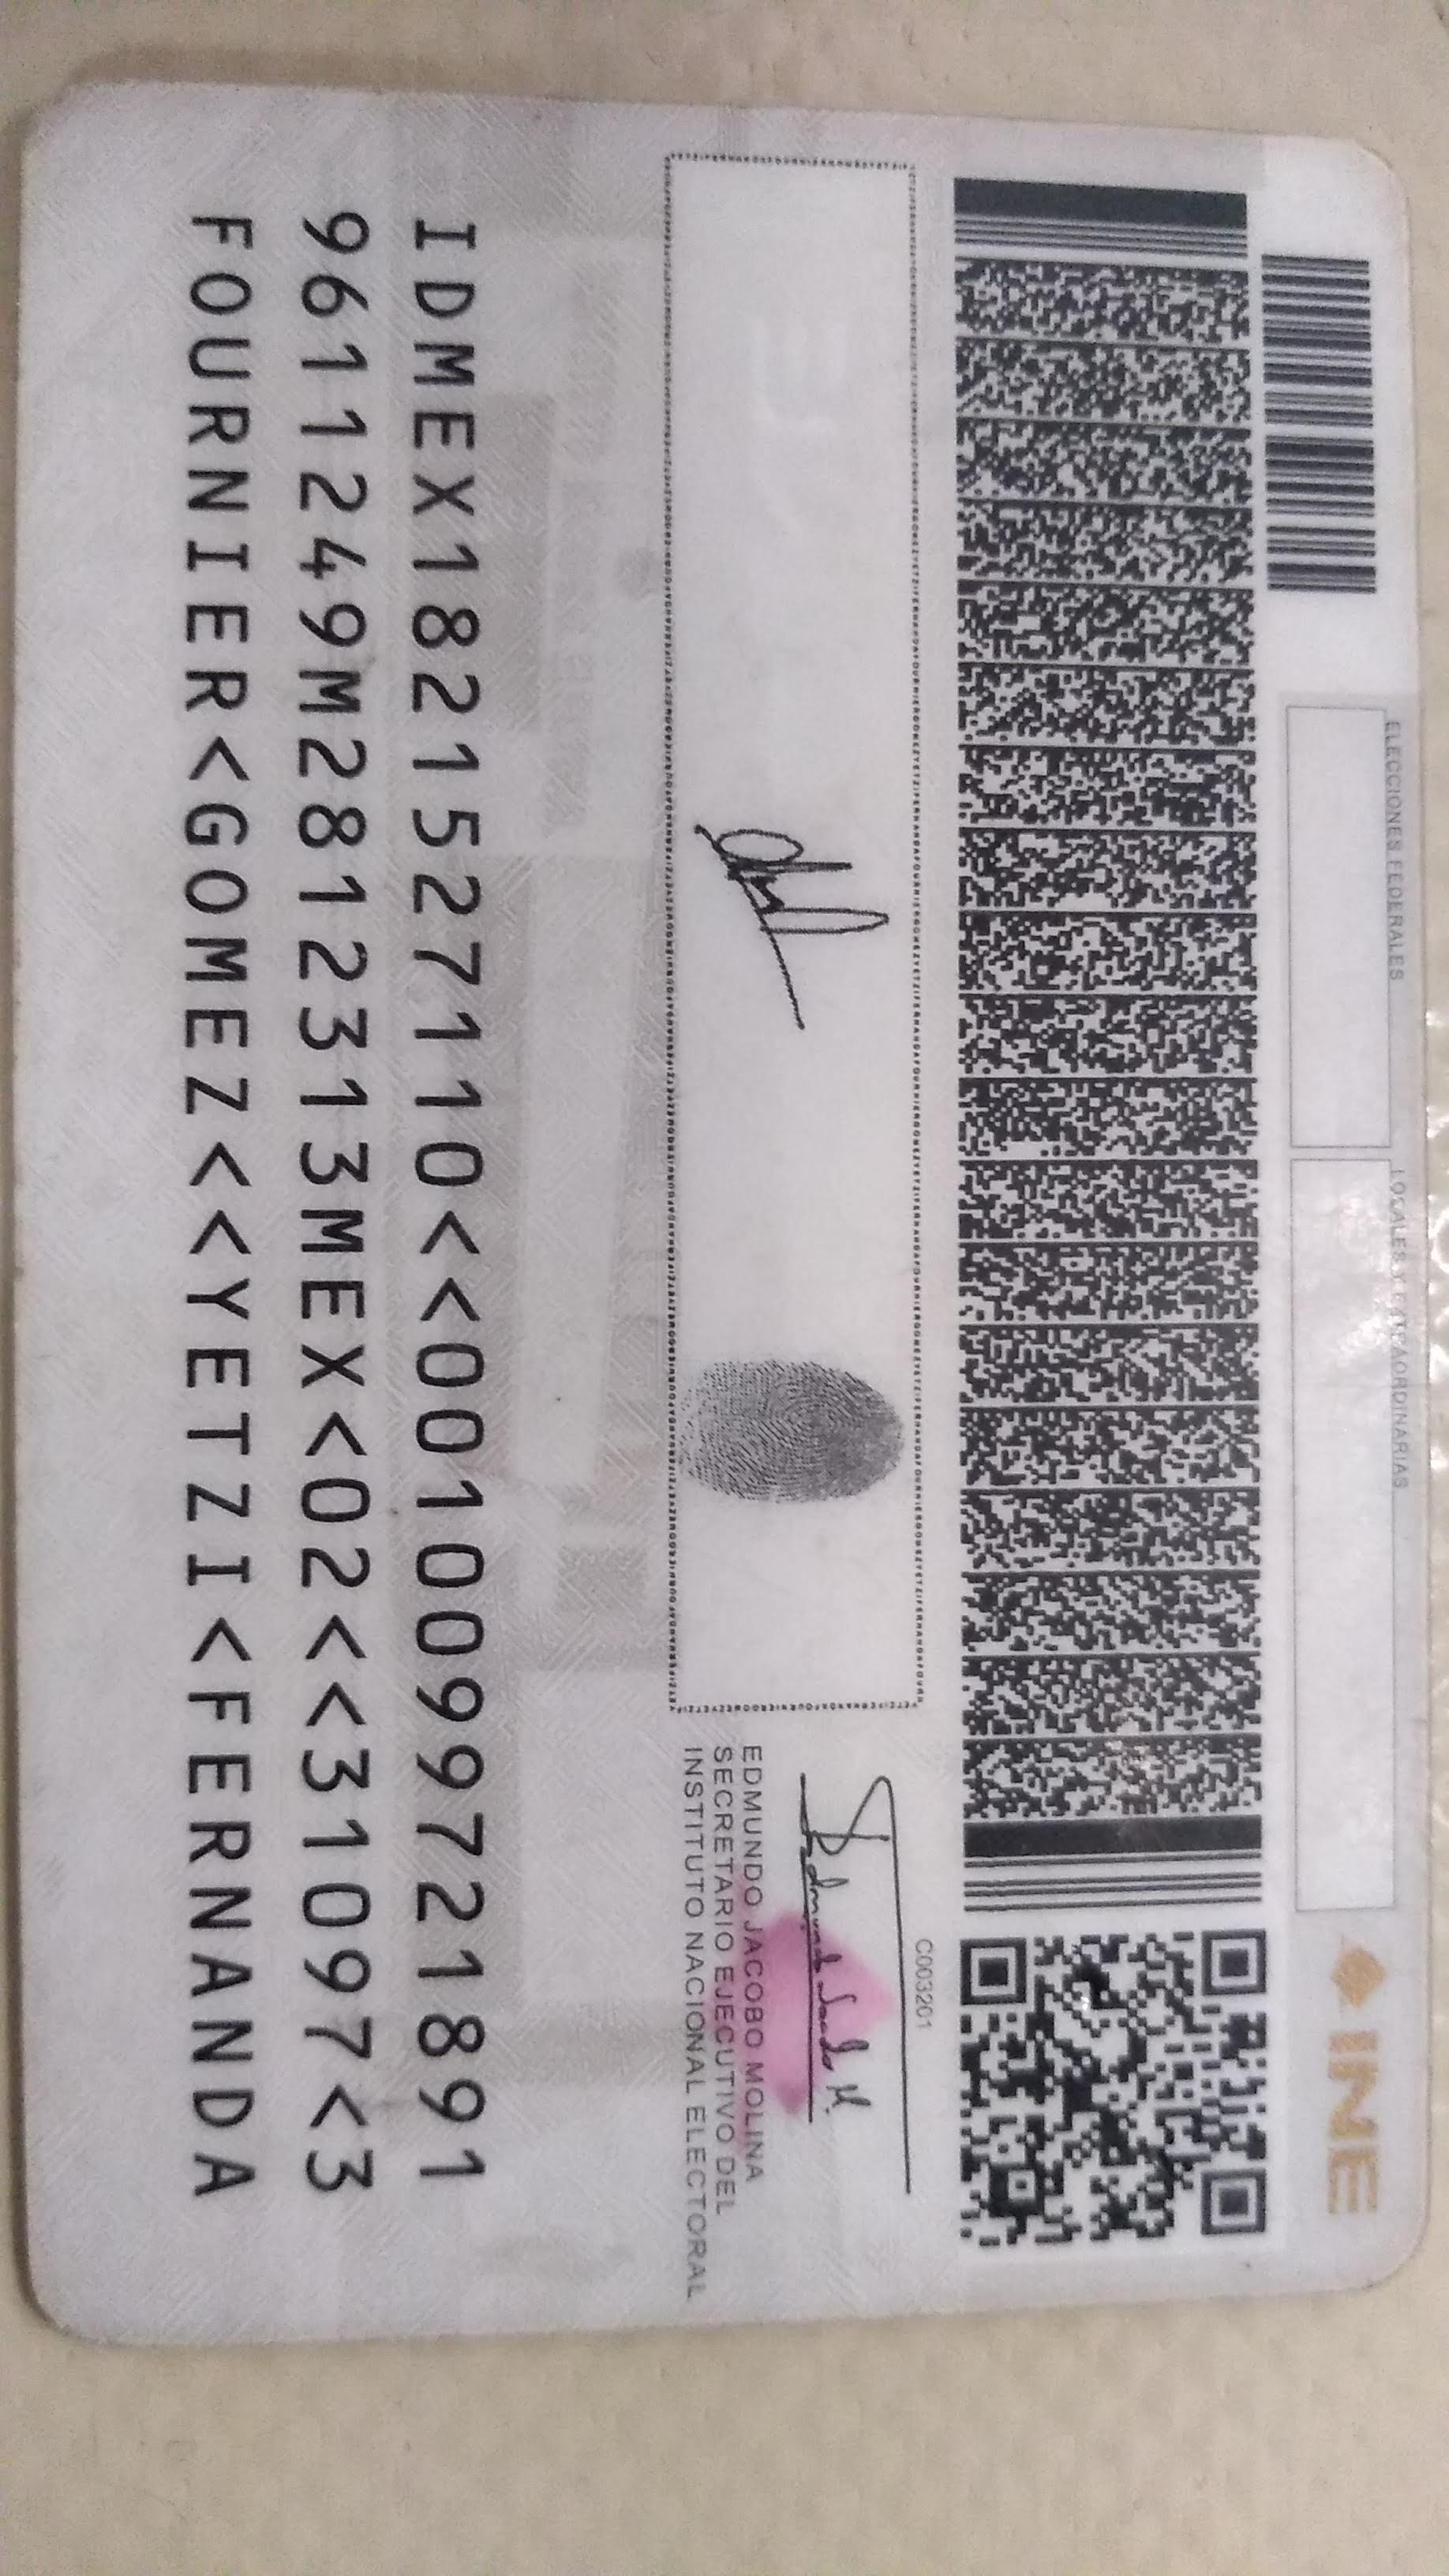 ELECCIONES FEDERALES
LOCALES Y EXTRAORDINARIAS
INE
C003201
EDMUNDO JACOBO MOLINA
SECRETARIO EJECUTIVO DEL
INSTITUTO NACIONAL ELECTORAL
IDMEX1821527110<<0010099721891
9611249M2812313MEX<02<<31097<3
FOURNIER<GOMEZ<<YETZI<FERNANDA